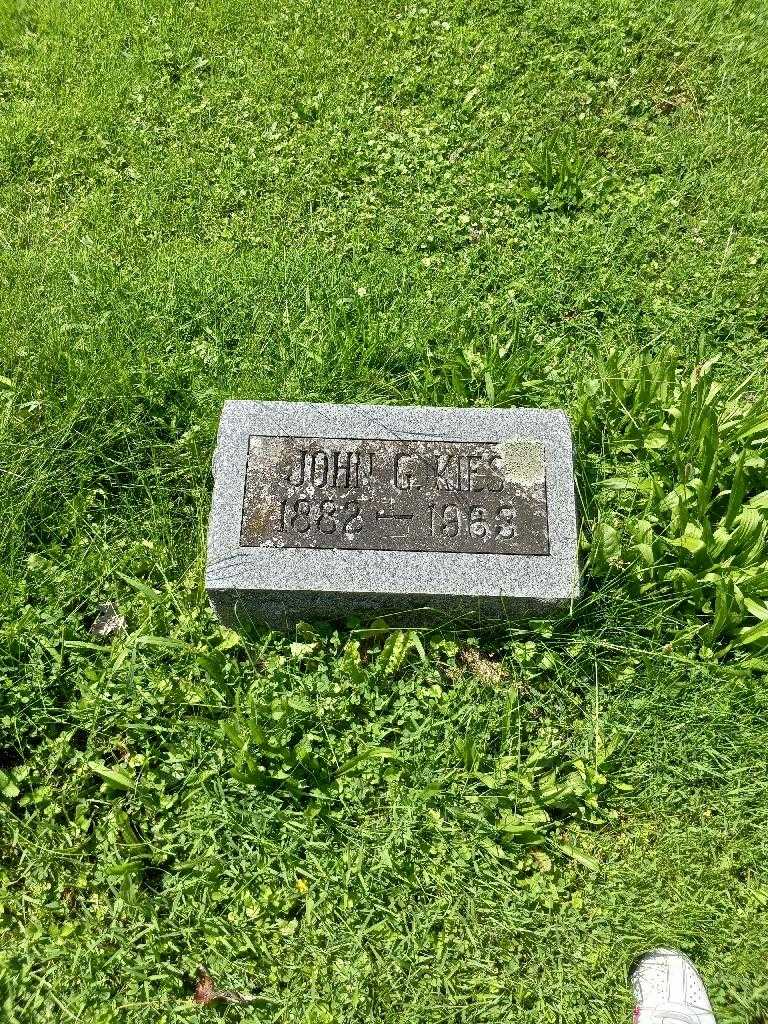 JOHN G. KIES
1882 — 1963